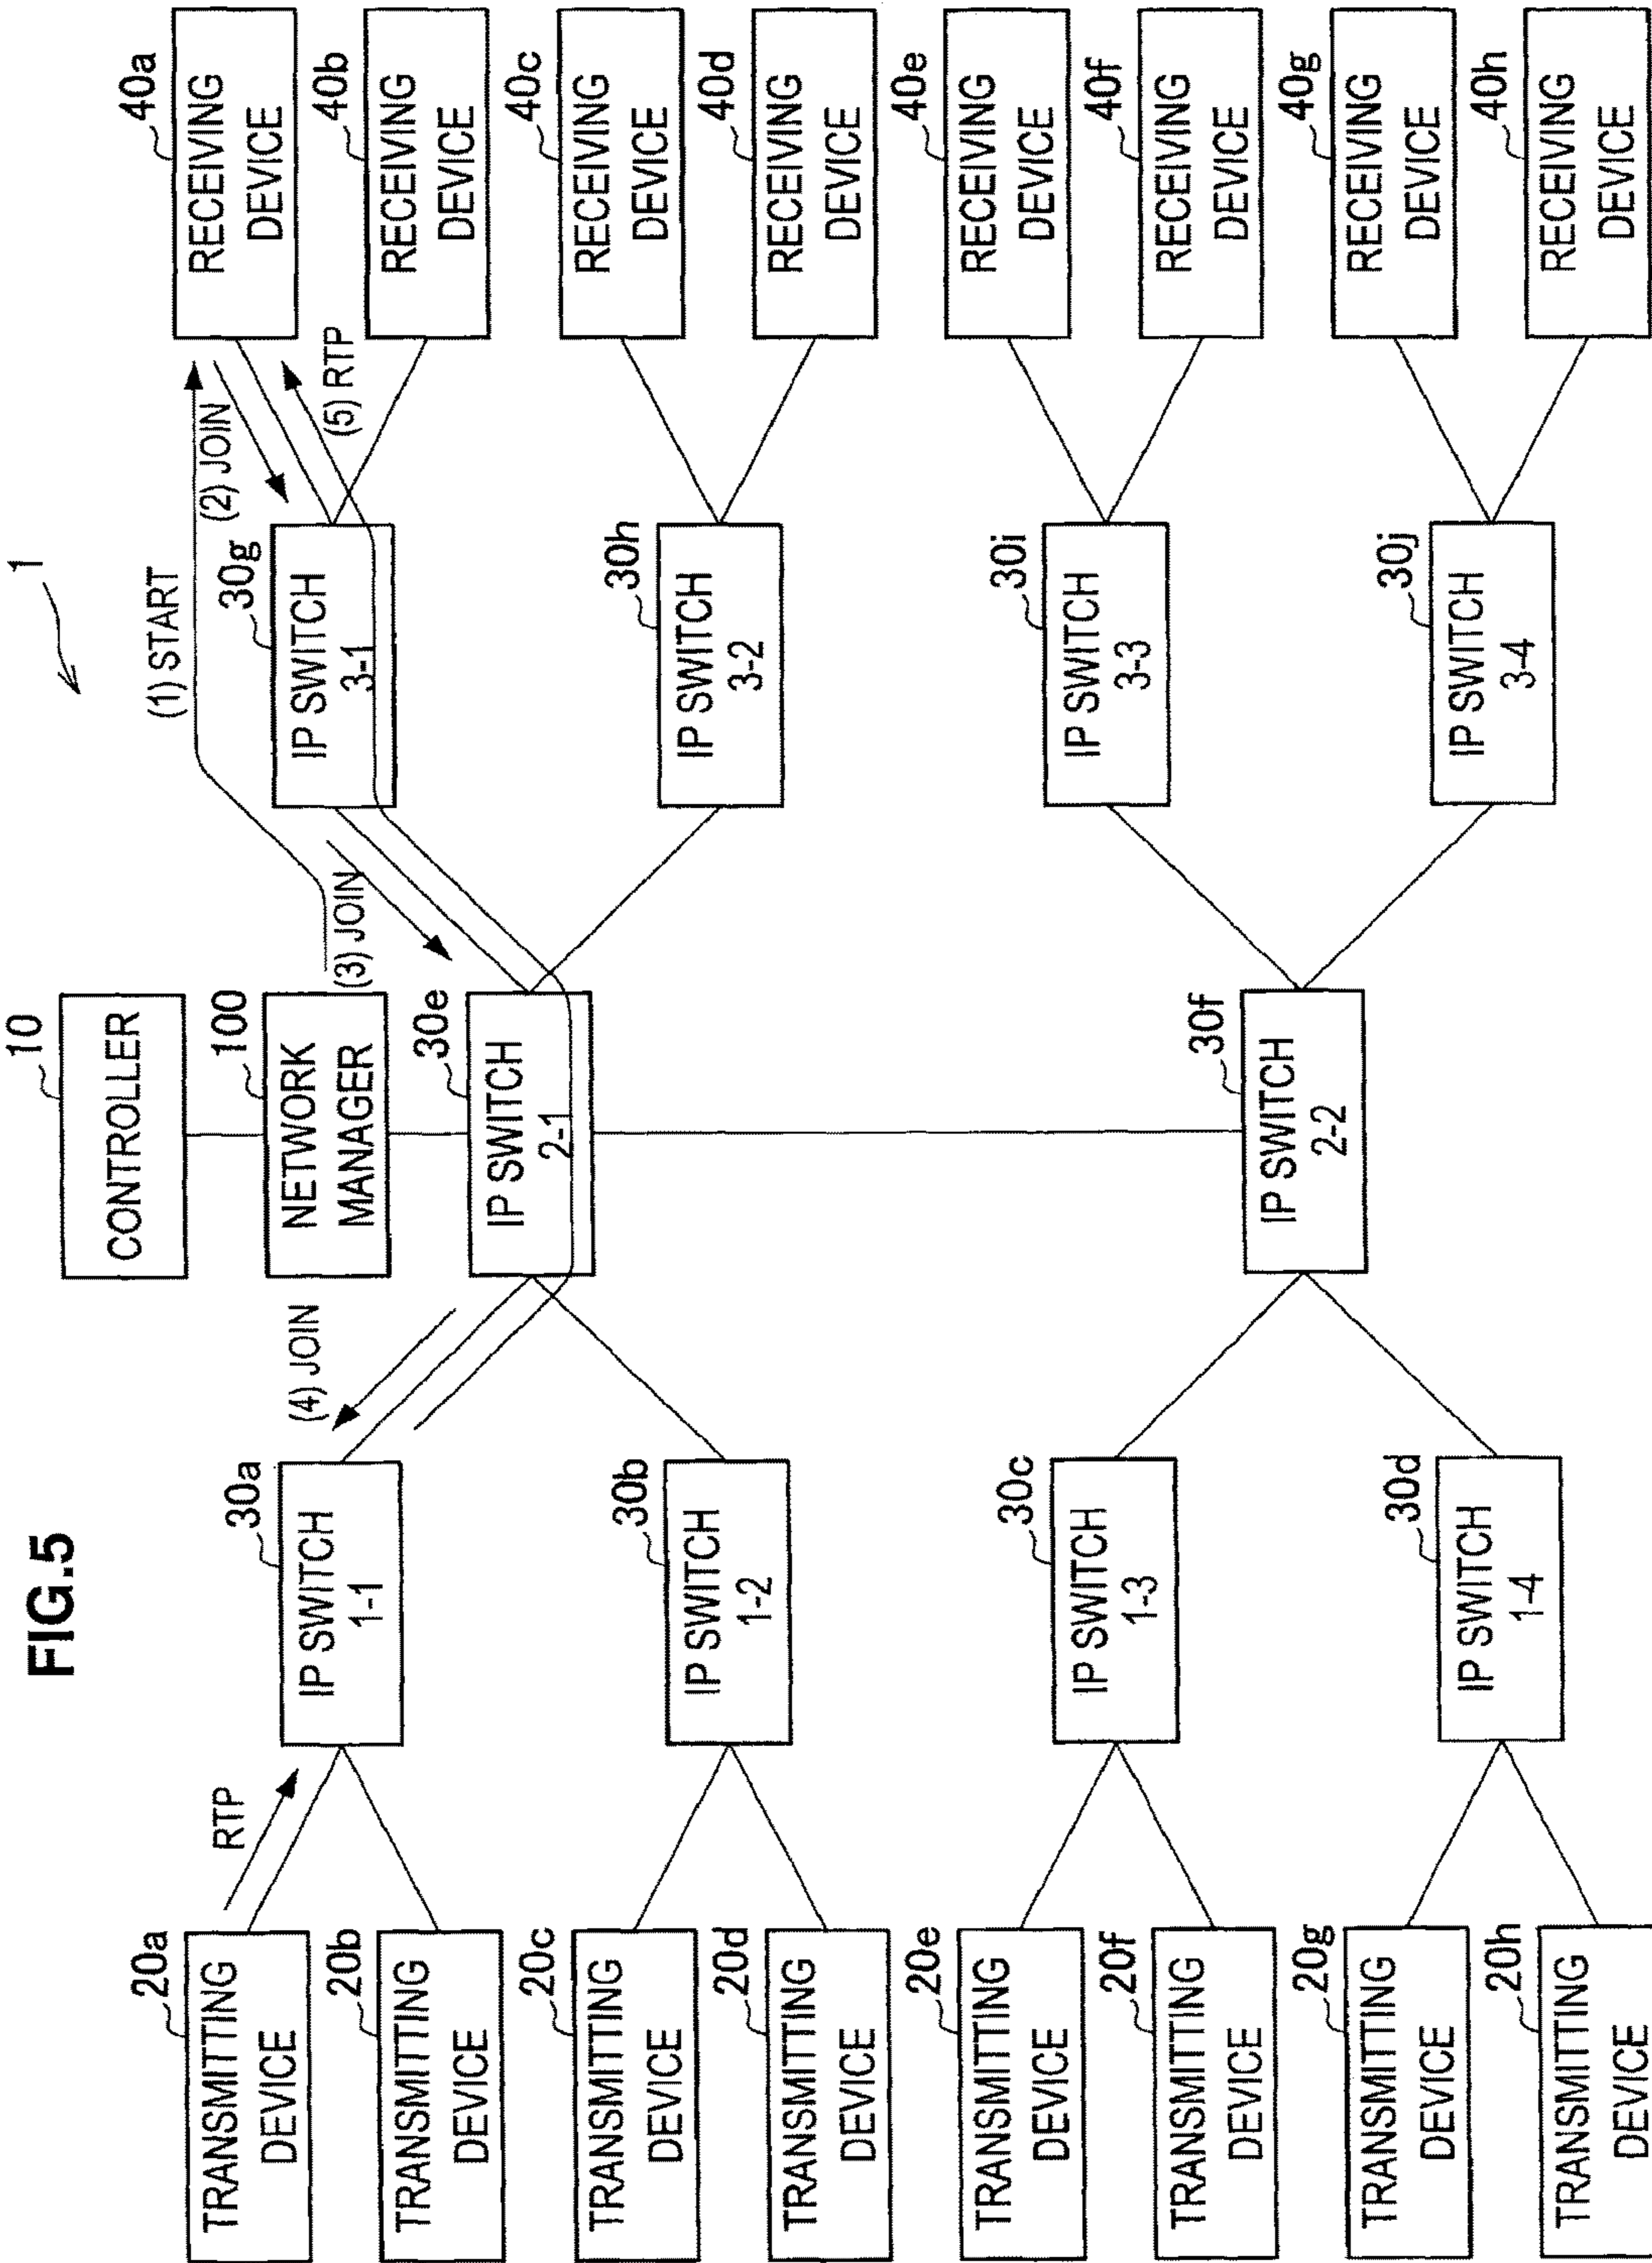 FIG.5
1
10
CONTROLLER
100
NETWORK
MANAGER
20a
TRANSMITTING
DEVICE
20b
TRANSMITTING
DEVICE
20c
TRANSMITTING
DEVICE
20d
TRANSMITTING
DEVICE
20e
TRANSMITTING
DEVICE
20f
TRANSMITTING
DEVICE
20g
TRANSMITTING
DEVICE
20h
TRANSMITTING
DEVICE
RTP
30a
IP SWITCH
1-1
30b
IP SWITCH
1-2
30c
IP SWITCH
1-3
30d
IP SWITCH
1-4
(4) JOIN
30e
IP SWITCH
2-1
30f
IP SWITCH
2-2
(3) JOIN
(1) START
30g
IP SWITCH
3-1
30h
IP SWITCH
3-2
30i
IP SWITCH
3-3
30j
IP SWITCH
3-4
(2) JOIN
(5) RTP
40a
RECEIVING
DEVICE
40b
RECEIVING
DEVICE
40c
RECEIVING
DEVICE
40d
RECEIVING
DEVICE
40e
RECEIVING
DEVICE
40f
RECEIVING
DEVICE
40g
RECEIVING
DEVICE
40h
RECEIVING
DEVICE